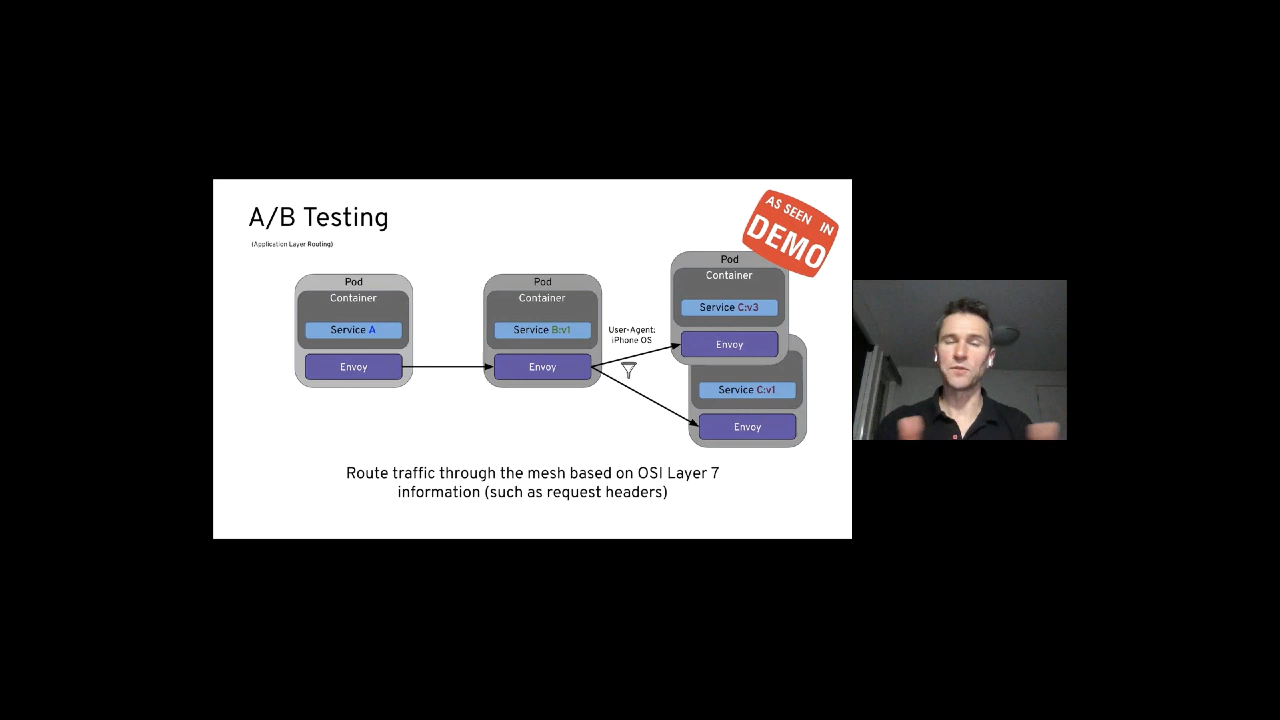 A/B Testing
(Application Layer Routing)
AS SEEN IN
DEMO
Pod
Container
Service A
Envoy
Pod
Container
Service B:v1
Envoy
User-Agent:
iPhone OS
Pod
Container
Service C:v3
Envoy
Service C:v1
Envoy
Route traffic through the mesh based on OSI Layer 7
information (such as request headers)